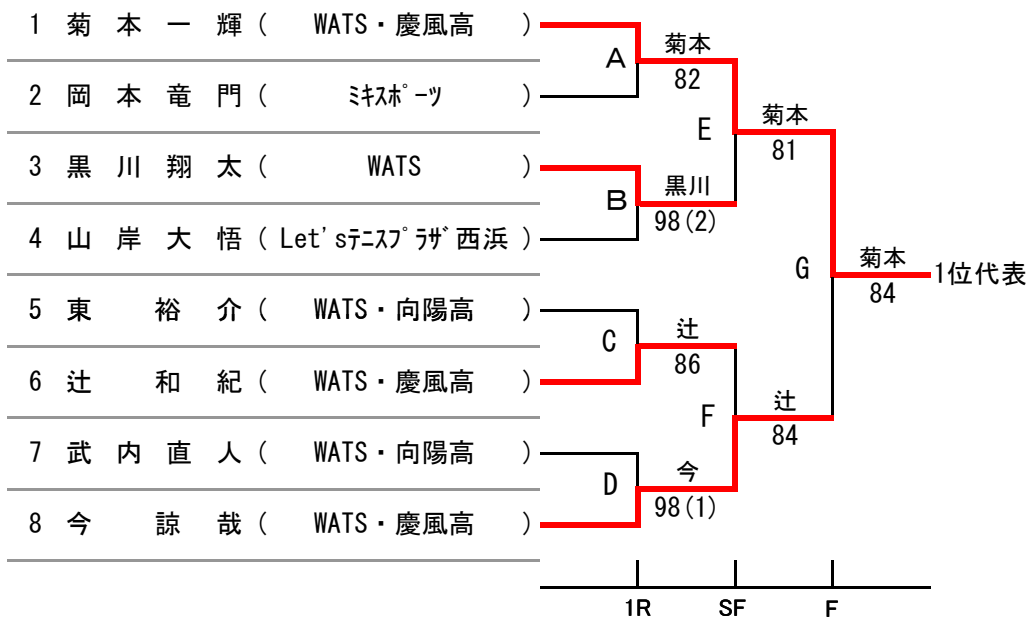 1 菊本一輝 ( WATS・慶風高 )
2 岡本竜門 ( ミキスポーツ )
3 黒川翔太 ( WATS )
4 山岸大悟 ( Let'sテニスプラザ西浜 )
5 東 裕介 ( WATS・向陽高 )
6 辻 和紀 ( WATS・慶風高 )
7 武内直人 ( WATS・向陽高 )
8 今 諒哉 ( WATS・慶風高 )
A
菊本
82
B
黒川
98(2)
C
辻
86
D
今
98(1)
E
菊本
81
F
辻
84
G
菊本
84
1位代表
1R SF F